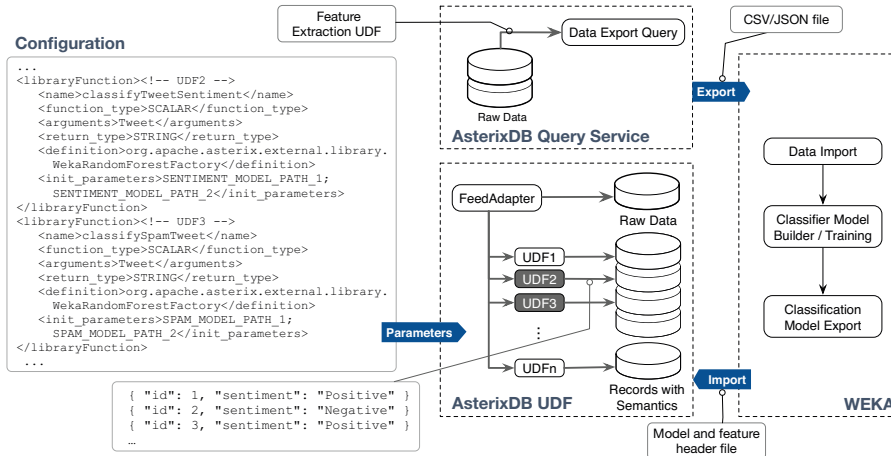 Configuration
...
<libraryFunction><!-- UDF2 -->
<name>classifyTweetSentiment</name>
<function_type>SCALAR</function_type>
<arguments>Tweet</arguments>
<return_type>STRING</return_type>
<definition>org.apache.asterix.external.library.
WekaRandomForestFactory</definition>
<init_parameters>SENTIMENT_MODEL_PATH_1;
SENTIMENT_MODEL_PATH_2</init_parameters>
</libraryFunction>
<libraryFunction><!-- UDF3 -->
<name>classifySpamTweet</name>
<function_type>SCALAR</function_type>
<arguments>Tweet</arguments>
<return_type>STRING</return_type>
<definition>org.apache.asterix.external.library.
WekaRandomForestFactory</definition>
<init_parameters>SPAM_MODEL_PATH_1;
SPAM_MODEL_PATH_2</init_parameters>
</libraryFunction>
...
{ "id": 1, "sentiment": "Positive" }
{ "id": 2, "sentiment": "Negative" }
{ "id": 3, "sentiment": "Positive" }
…
Parameters
Feature
Extraction UDF
Data Export Query
Raw Data
AsterixDB Query Service
FeedAdapter
Raw Data
UDF1
UDF2
UDF3
⋮
UDFn
Records with
Semantics
AsterixDB UDF
CSV/JSON file
Export
Data Import
Classifier Model
Builder / Training
Classification
Model Export
Import
WEKA
Model and feature
header file